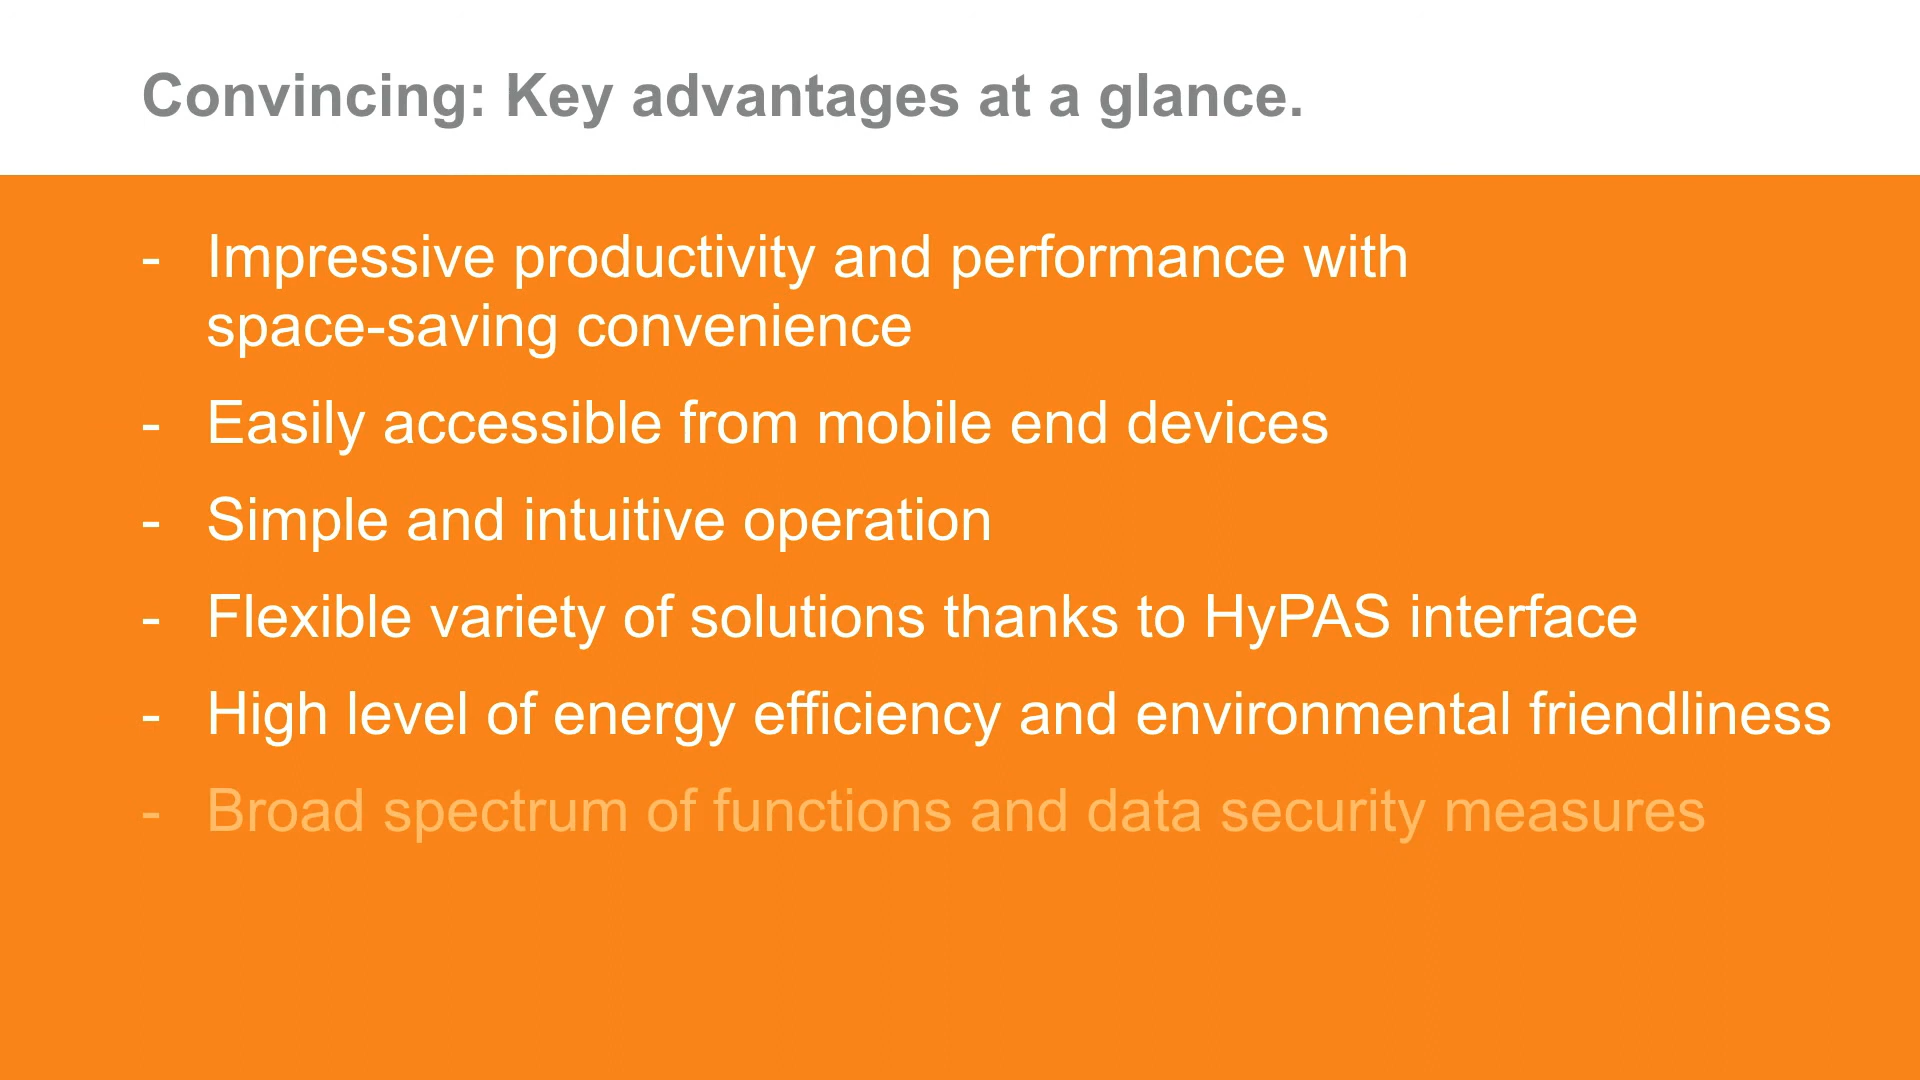 Convincing: Key advantages at a glance.
- Impressive productivity and performance with
space-saving convenience
- Easily accessible from mobile end devices
- Simple and intuitive operation
- Flexible variety of solutions thanks to HyPAS interface
- High level of energy efficiency and environmental friendliness
- Broad spectrum of functions and data security measures